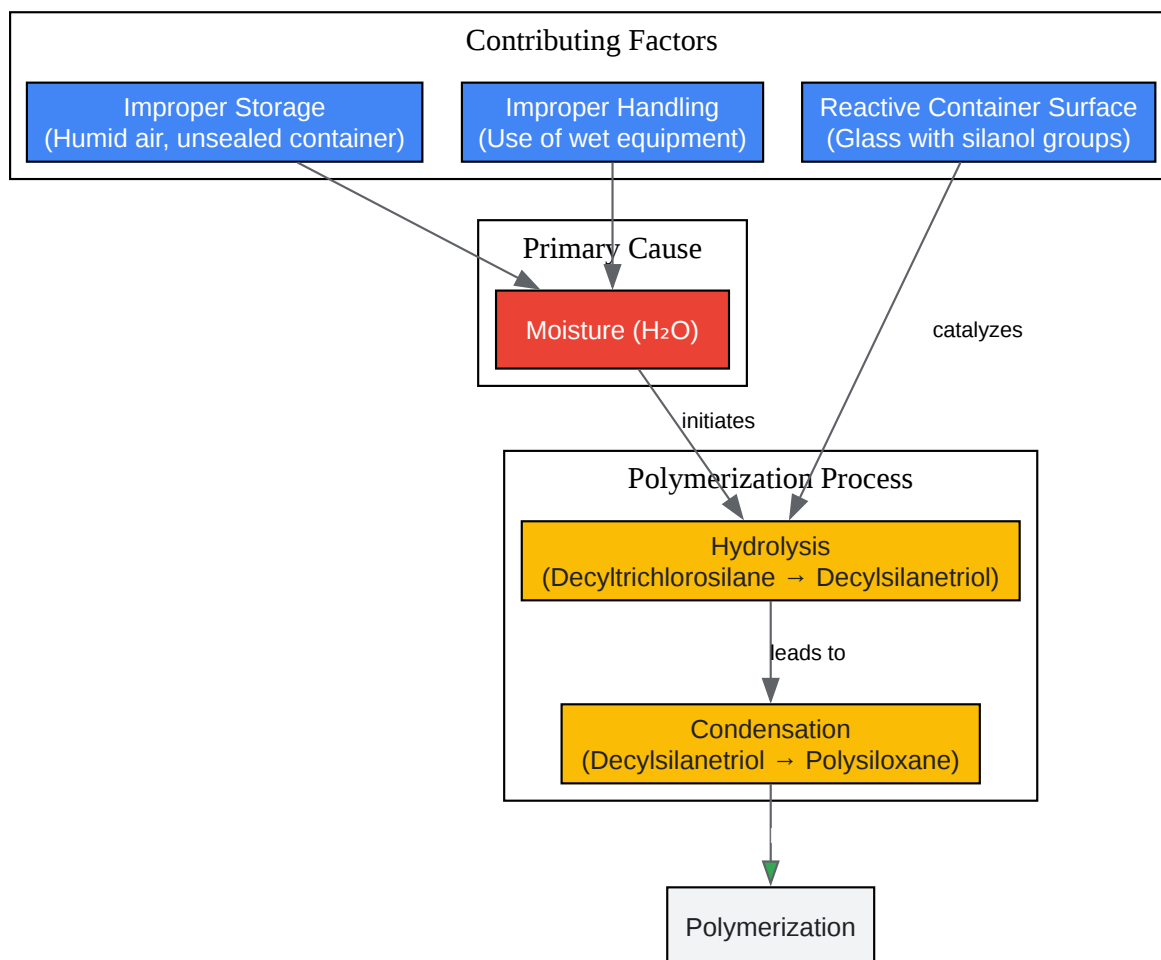 Contributing Factors
Improper Storage
(Humid air, unsealed container)
Improper Handling
(Use of wet equipment)
Reactive Container Surface
(Glass with silanol groups)
Primary Cause
Moisture (H₂O)
catalyzes
initiates
Polymerization Process
Hydrolysis
(Decyltrichlorosilane → Decylsilanetriol)
leads to
Condensation
(Decylsilanetriol → Polysiloxane)
Polymerization